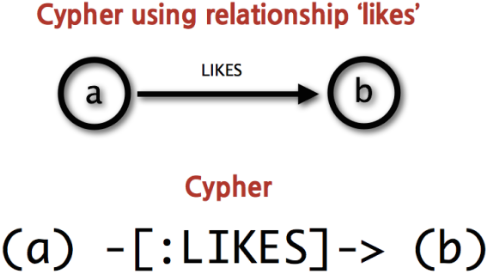 Cypher using relationship ‘likes’
LIKES
a
b
Cypher
(a) -[:LIKES]-> (b)